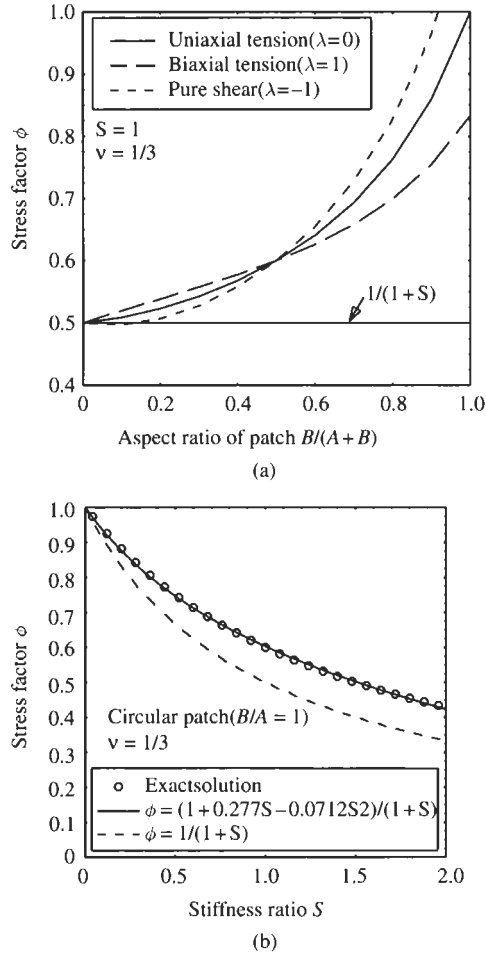 1.0
0.9
0.8
0.7
0.6
0.5
0.4
Stress factor ϕ
Uniaxial tension(λ=0)
Biaxial tension(λ=1)
Pure shear(λ=−1)
S = 1
ν = 1/3
1/(1+S)
0 0.2 0.4 0.6 0.8 1.0
Aspect ratio of patch B/(A+B)
(a)
1.0
0.9
0.8
0.7
0.6
0.5
0.4
0.3
0.2
0.1
0
Stress factor ϕ
Circular patch(B/A = 1)
ν = 1/3
Exactsolution
ϕ = (1+0.277S−0.0712S2)/(1+S)
ϕ = 1/(1+S)
0 0.5 1.0 1.5 2.0
Stiffness ratio S
(b)